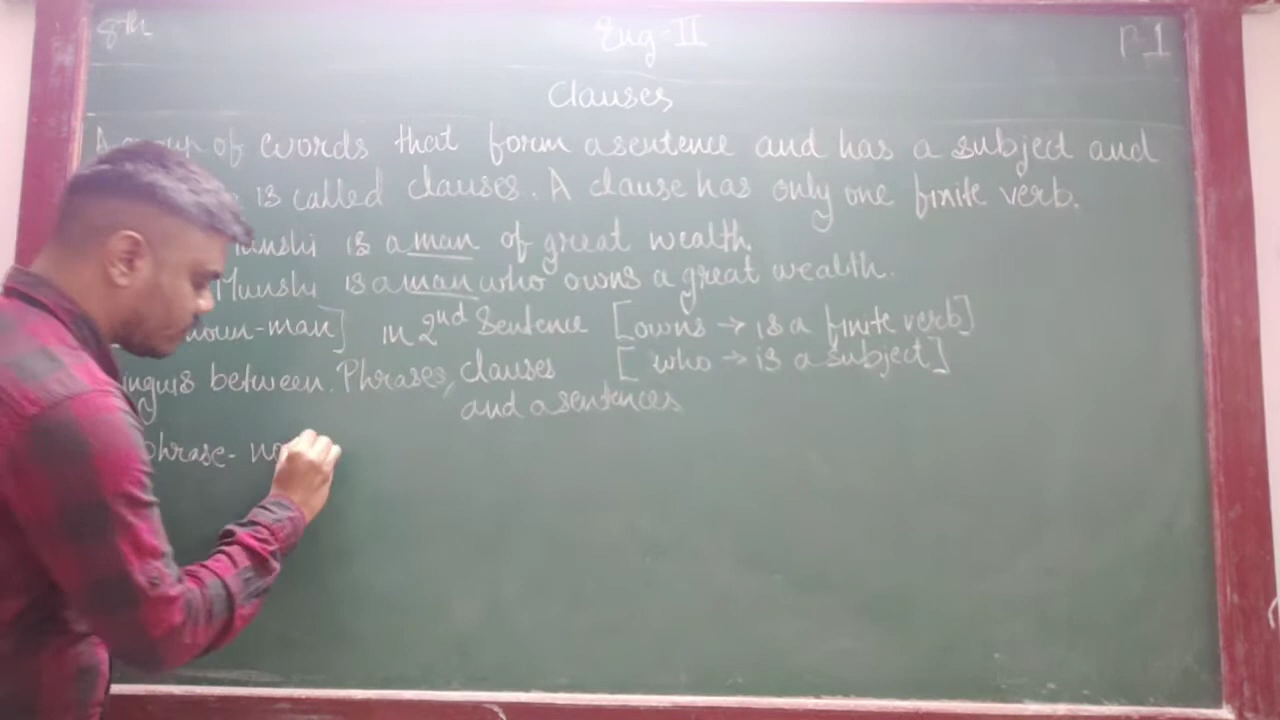 8th Eng-II P-1
Clauses
A group of words that form a sentence and has a subject and
is called clauses. A clause has only one finite verb.
Munshi is a man of great wealth.
Munshi is a man who owns a great wealth.
noun-man] in 2nd Sentence [owns → is a finite verb]
between. Phrases, clauses [who → is a subject]
and a sentences
phrase-